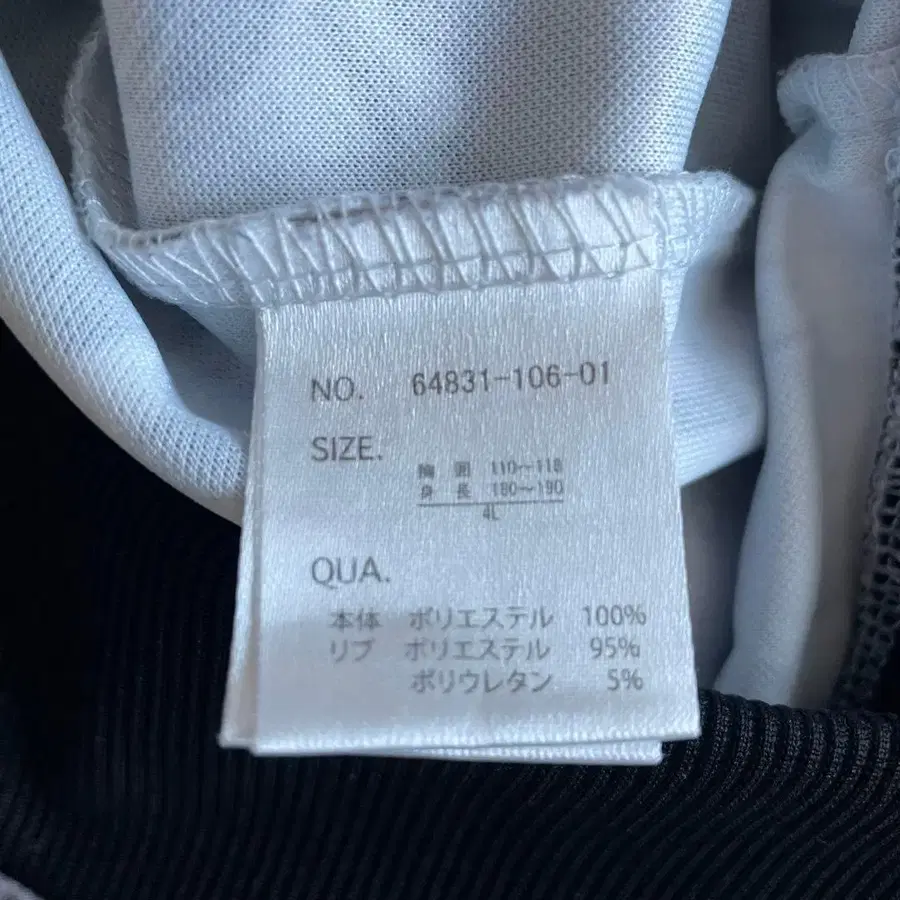 NO. 64831-106-01
SIZE.
胸囲 110～118
身長 180～190
4L
QUA.
本体 ポリエステル 100%
リブ ポリエステル 95%
ポリウレタン 5%